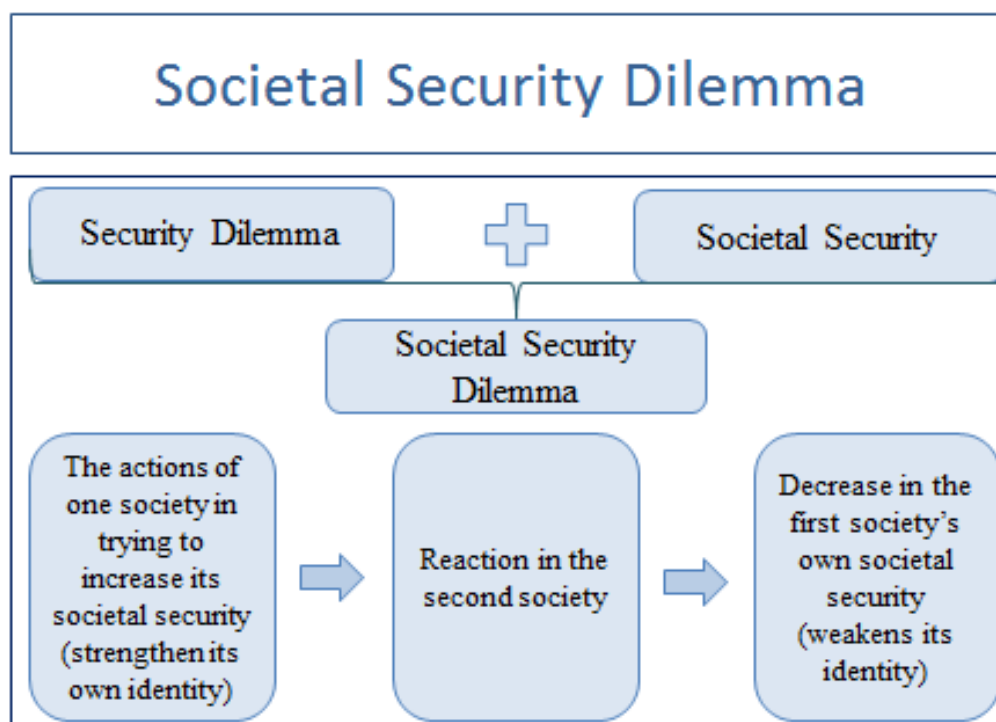 Societal Security Dilemma
Security Dilemma
Societal Security
Societal Security
Dilemma
The actions of
one society in
trying to
increase its
societal security
(strengthen its
own identity)
Reaction in the
second society
Decrease in the
first society’s
own societal
security
(weakens its
identity)